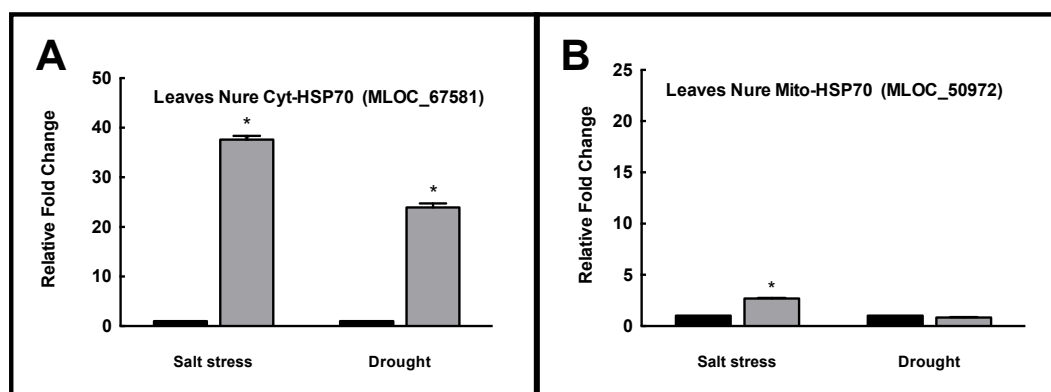 A
Leaves Nure Cyt-HSP70 (MLOC_67581)
Relative Fold Change
50
40
30
20
10
0
*
*
Salt stress
Drought
B
Leaves Nure Mito-HSP70 (MLOC_50972)
Relative Fold Change
25
20
15
10
5
0
*
Salt stress
Drought